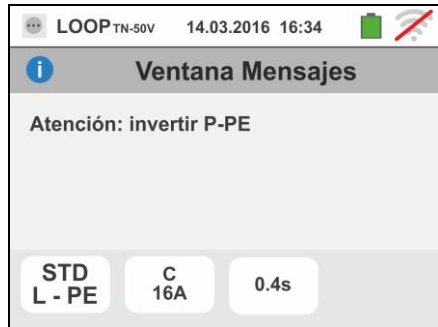 LOOP TN-50V 14.03.2016 16:34
i Ventana Mensajes
Atención: invertir P-PE
STD
L - PE
C
16A
0.4s